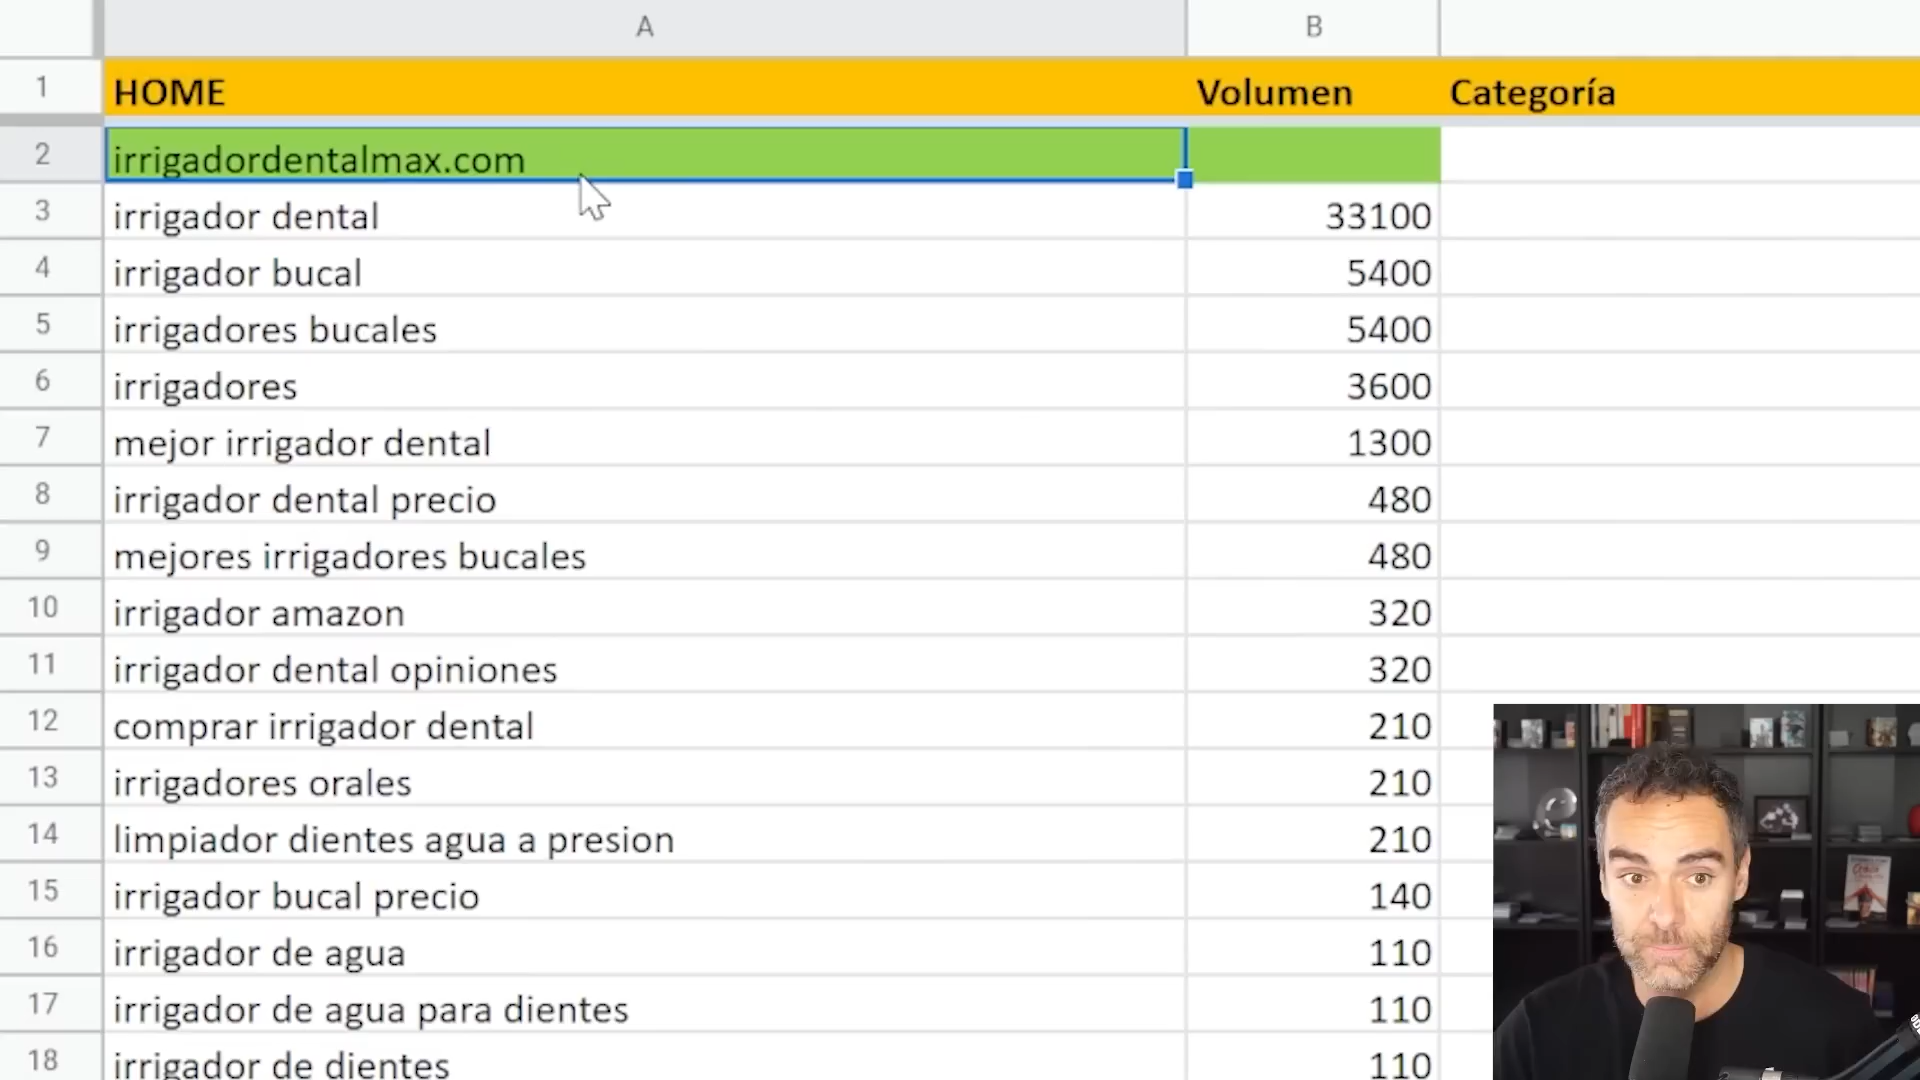 A B
1 HOME Volumen Categoría
2 irrigadordentalmax.com
3 irrigador dental 33100
4 irrigador bucal 5400
5 irrigadores bucales 5400
6 irrigadores 3600
7 mejor irrigador dental 1300
8 irrigador dental precio 480
9 mejores irrigadores bucales 480
10 irrigador amazon 320
11 irrigador dental opiniones 320
12 comprar irrigador dental 210
13 irrigadores orales 210
14 limpiador dientes agua a presion 210
15 irrigador bucal precio 140
16 irrigador de agua 110
17 irrigador de agua para dientes 110
18 irrigador de dientes 110